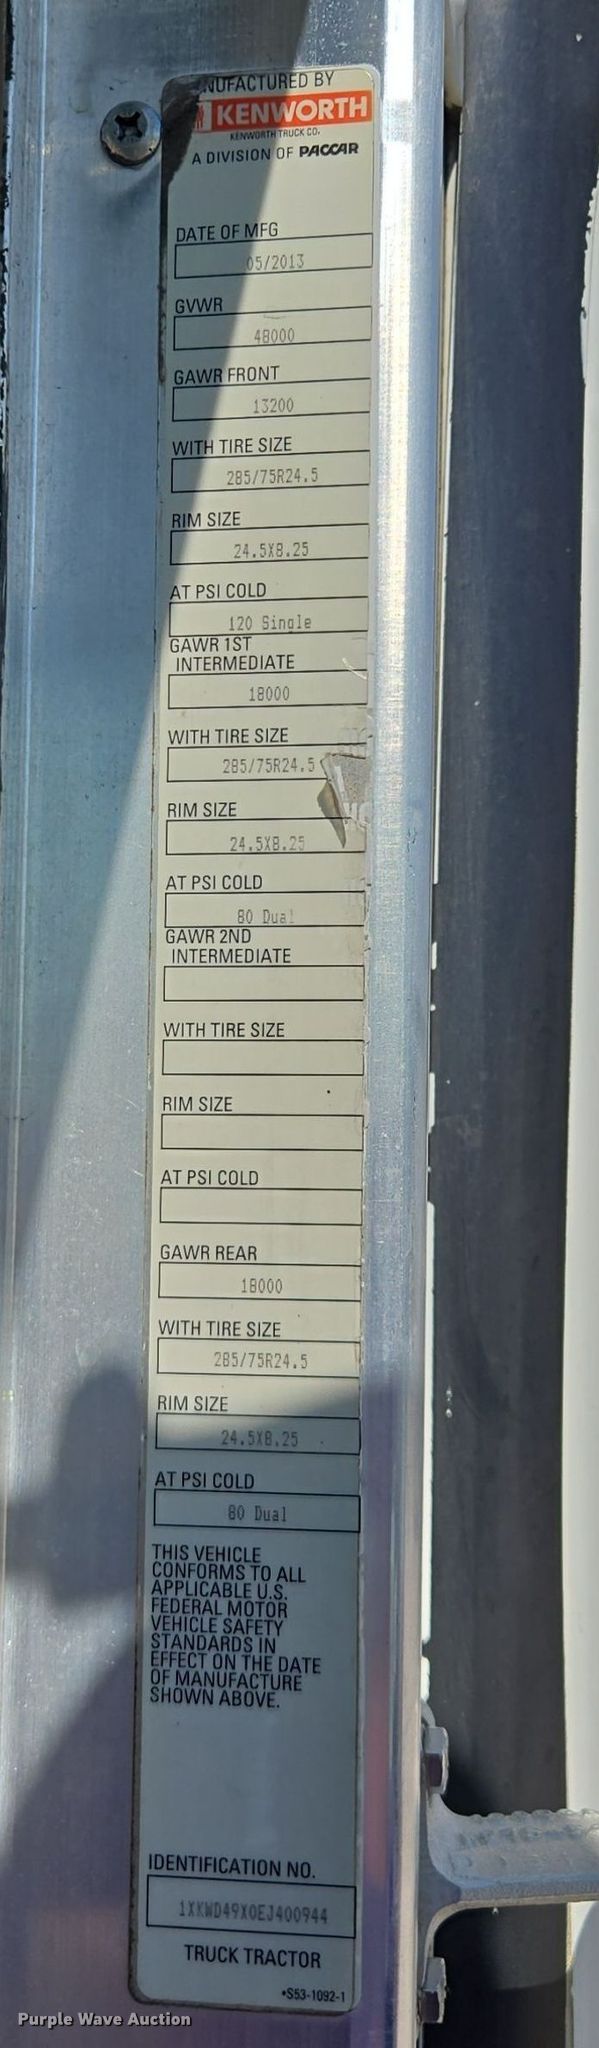 NUFACTURED BY
KENWORTH
KENWORTH TRUCK CO.
A DIVISION OF PACCAR
DATE OF MFG
05/2013
GVWR
48000
GAWR FRONT
13200
WITH TIRE SIZE
285/75R24.5
RIM SIZE
24.5X8.25
AT PSI COLD
120 Single
GAWR 1ST
INTERMEDIATE
18000
WITH TIRE SIZE
285/75R24.5
RIM SIZE
24.5X8.25
AT PSI COLD
80 Dual
GAWR 2ND
INTERMEDIATE
WITH TIRE SIZE
RIM SIZE
AT PSI COLD
GAWR REAR
18000
WITH TIRE SIZE
285/75R24.5
RIM SIZE
24.5X8.25
AT PSI COLD
80 Dual
THIS VEHICLE
CONFORMS TO ALL
APPLICABLE U.S.
FEDERAL MOTOR
VEHICLE SAFETY
STANDARDS IN
EFFECT ON THE DATE
OF MANUFACTURE
SHOWN ABOVE.
IDENTIFICATION NO.
1XKWD49X0EJ400944
TRUCK TRACTOR
•S53-1092-1
Purple Wave Auction